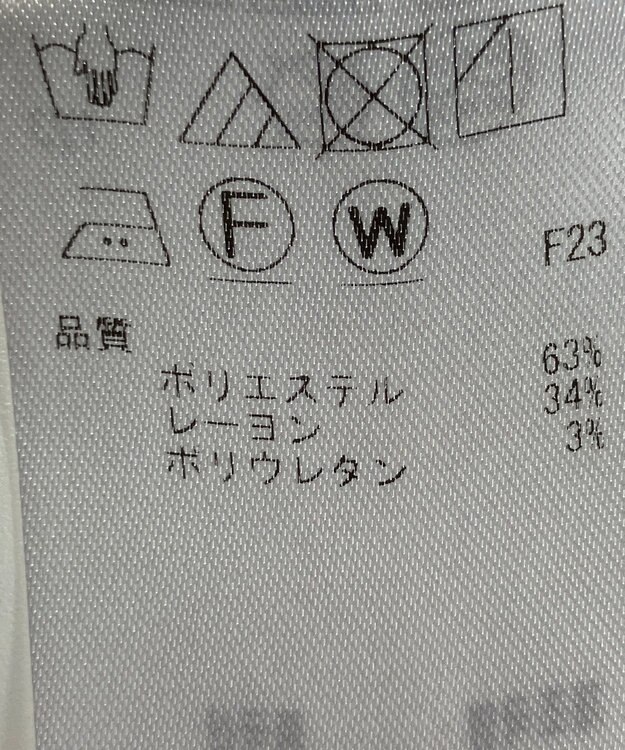 F W
F23
品質
ポリエステル 63%
レーヨン 34%
ポリウレタン 3%